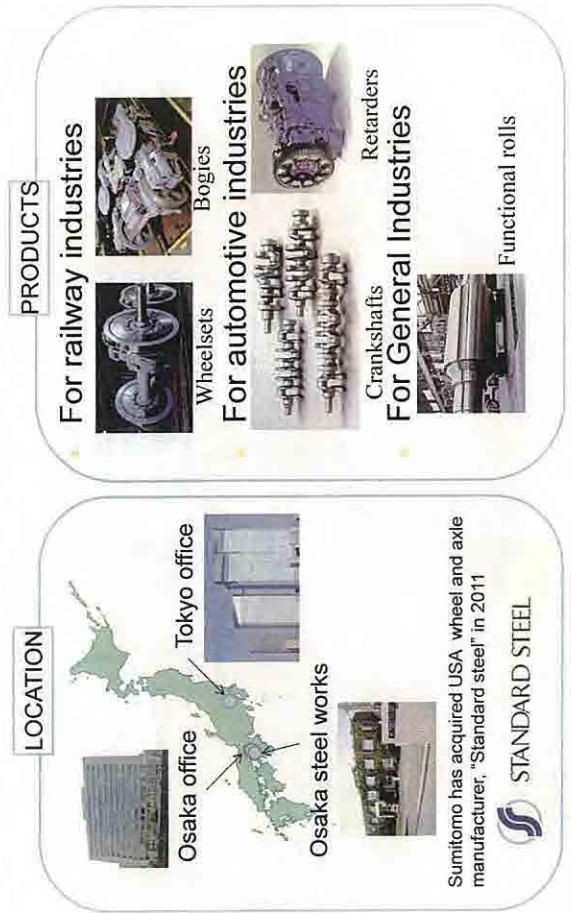 LOCATION
Osaka office
Tokyo office
Osaka steel works
Sumitomo has acquired USA wheel and axle
manufacturer, "Standard steel" in 2011
STANDARD STEEL
PRODUCTS
For railway industries
Wheelsets
Bogies
For automotive industries
Crankshafts
Retarders
For General Industries
Functional rolls